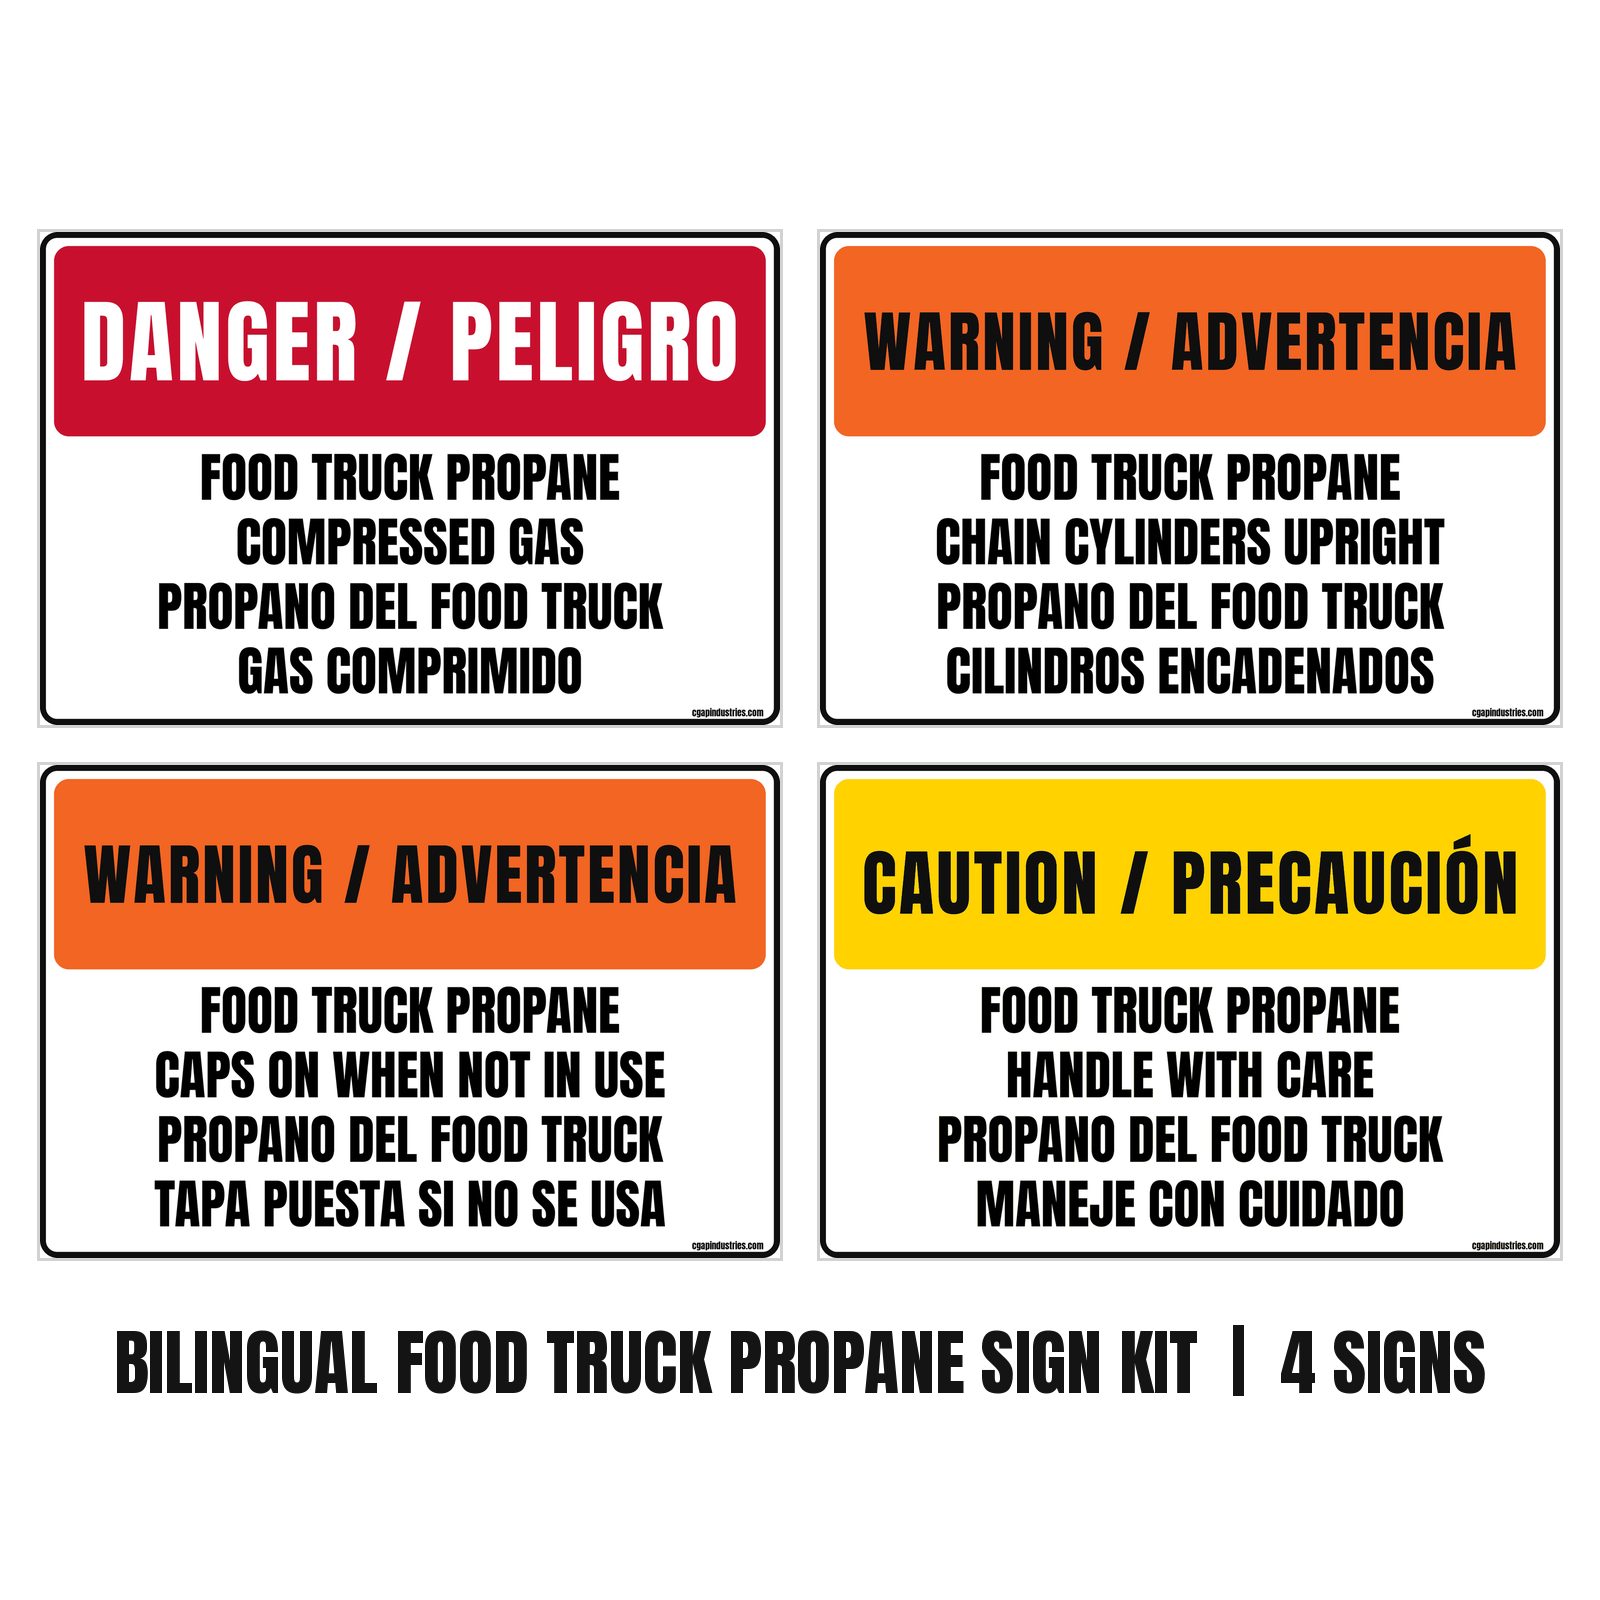 DANGER / PELIGRO
FOOD TRUCK PROPANE
COMPRESSED GAS
PROPANO DEL FOOD TRUCK
GAS COMPRIMIDO
cgapindustries.com
WARNING / ADVERTENCIA
FOOD TRUCK PROPANE
CHAIN CYLINDERS UPRIGHT
PROPANO DEL FOOD TRUCK
CILINDROS ENCADENADOS
cgapindustries.com
WARNING / ADVERTENCIA
FOOD TRUCK PROPANE
CAPS ON WHEN NOT IN USE
PROPANO DEL FOOD TRUCK
TAPA PUESTA SI NO SE USA
cgapindustries.com
CAUTION / PRECAUCIÓN
FOOD TRUCK PROPANE
HANDLE WITH CARE
PROPANO DEL FOOD TRUCK
MANEJE CON CUIDADO
cgapindustries.com
BILINGUAL FOOD TRUCK PROPANE SIGN KIT | 4 SIGNS